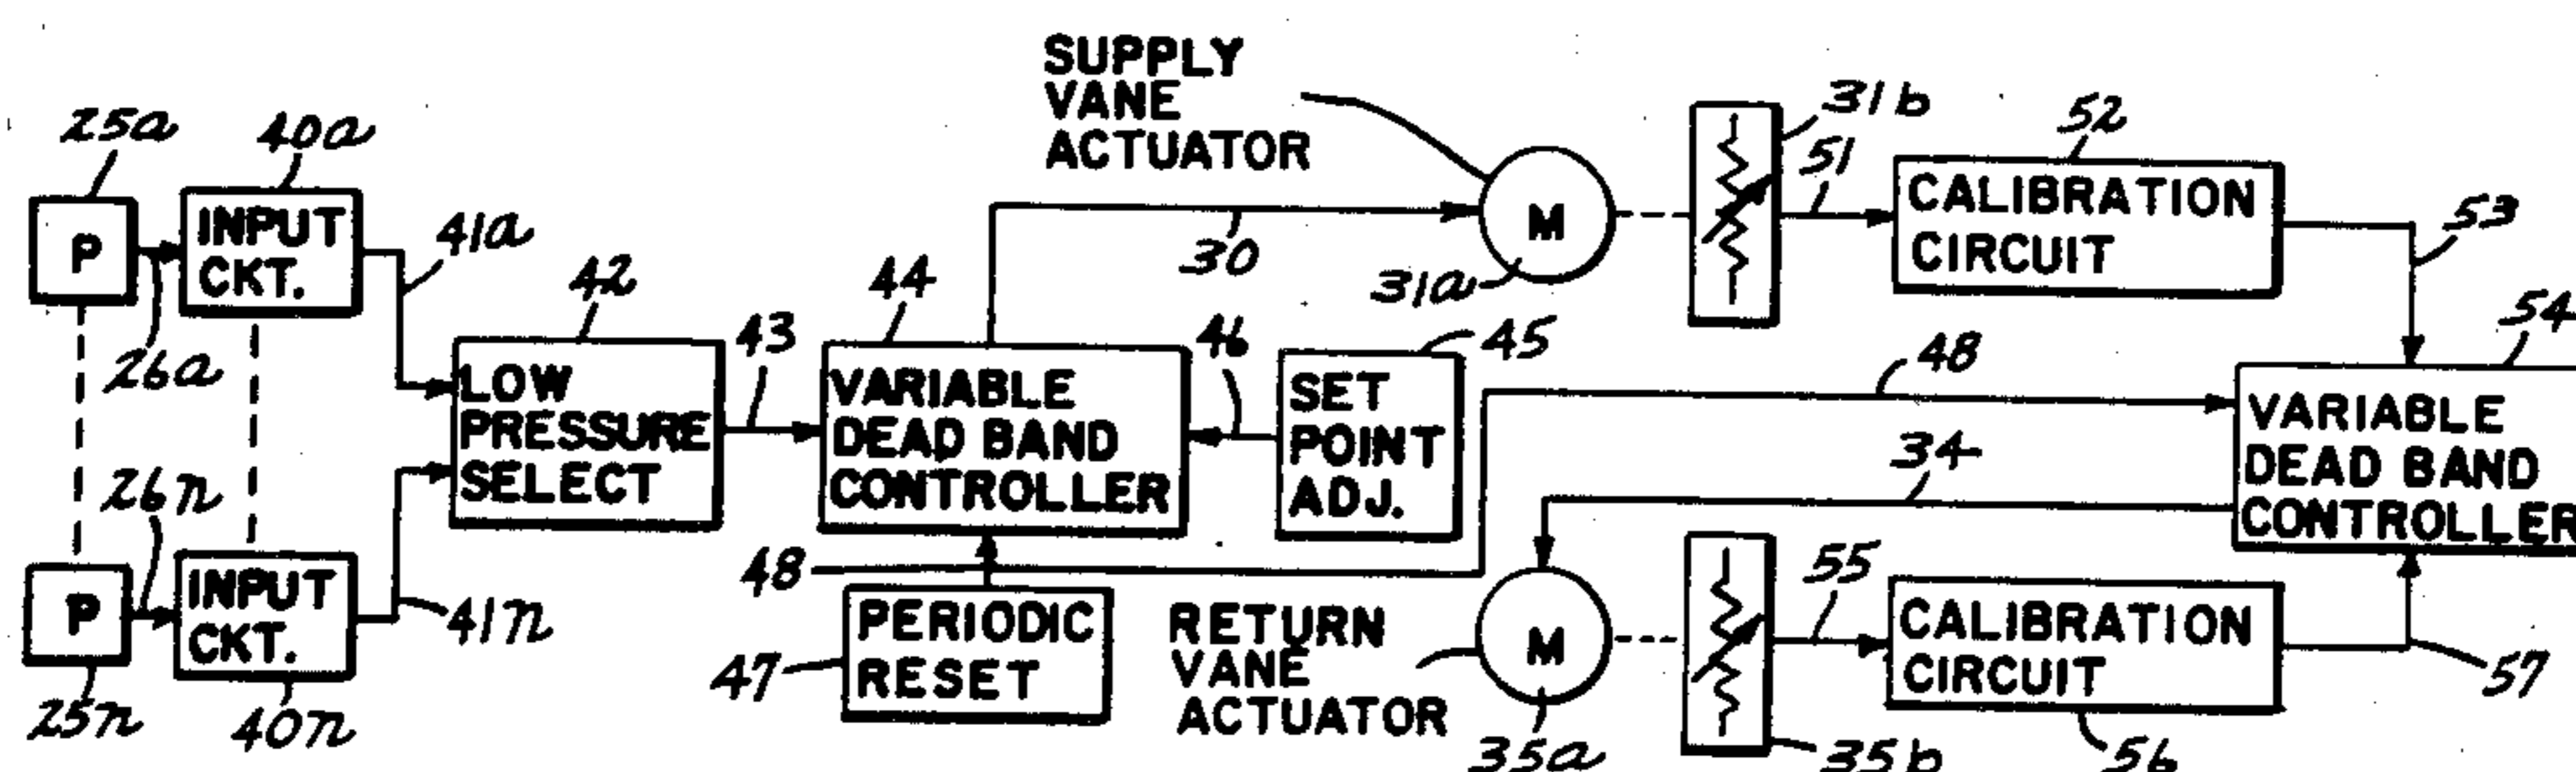 SUPPLY
VANE
ACTUATOR
25a
40a
31b
52
P
INPUT
CKT.
41a
42
44
30
M
31a
51
CALIBRATION
CIRCUIT
53
26a
43
46
45
48
54
LOW
PRESSURE
SELECT
VARIABLE
DEAD BAND
CONTROLLER
SET
POINT
ADJ.
34
VARIABLE
DEAD BAND
CONTROLLER
26n
48
P
INPUT
CKT.
41n
47
PERIODIC
RESET
RETURN
VANE
ACTUATOR
M
55
CALIBRATION
CIRCUIT
57
25n
40n
35a
35b
56